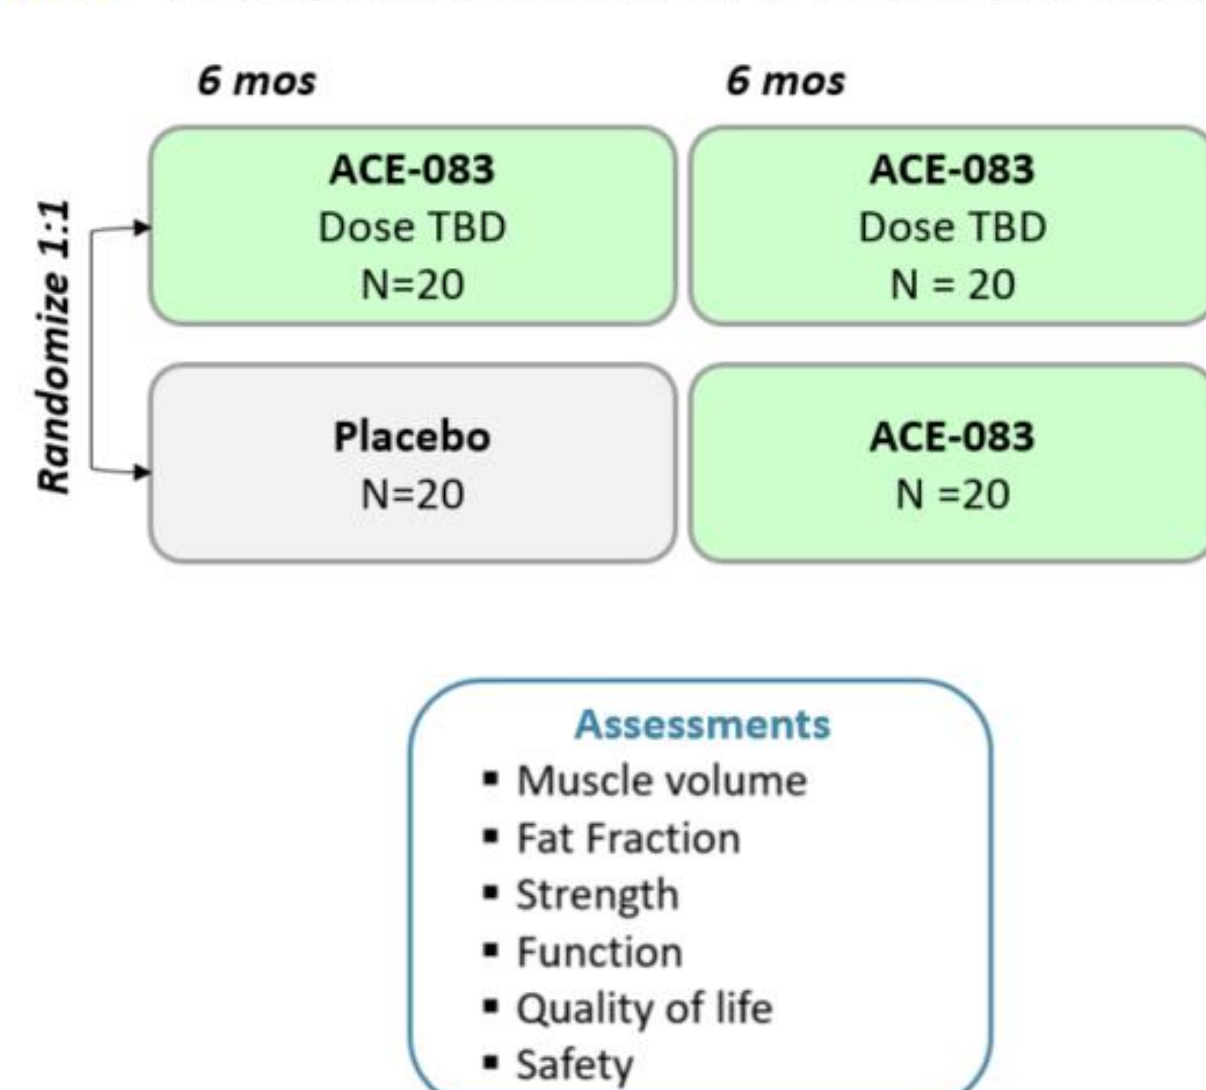 6 mos
6 mos
Randomize 1:1
ACE-083
Dose TBD
N=20
ACE-083
Dose TBD
N = 20
Placebo
N=20
ACE-083
N =20
Assessments
▪ Muscle volume
▪ Fat Fraction
▪ Strength
▪ Function
▪ Quality of life
▪ Safety